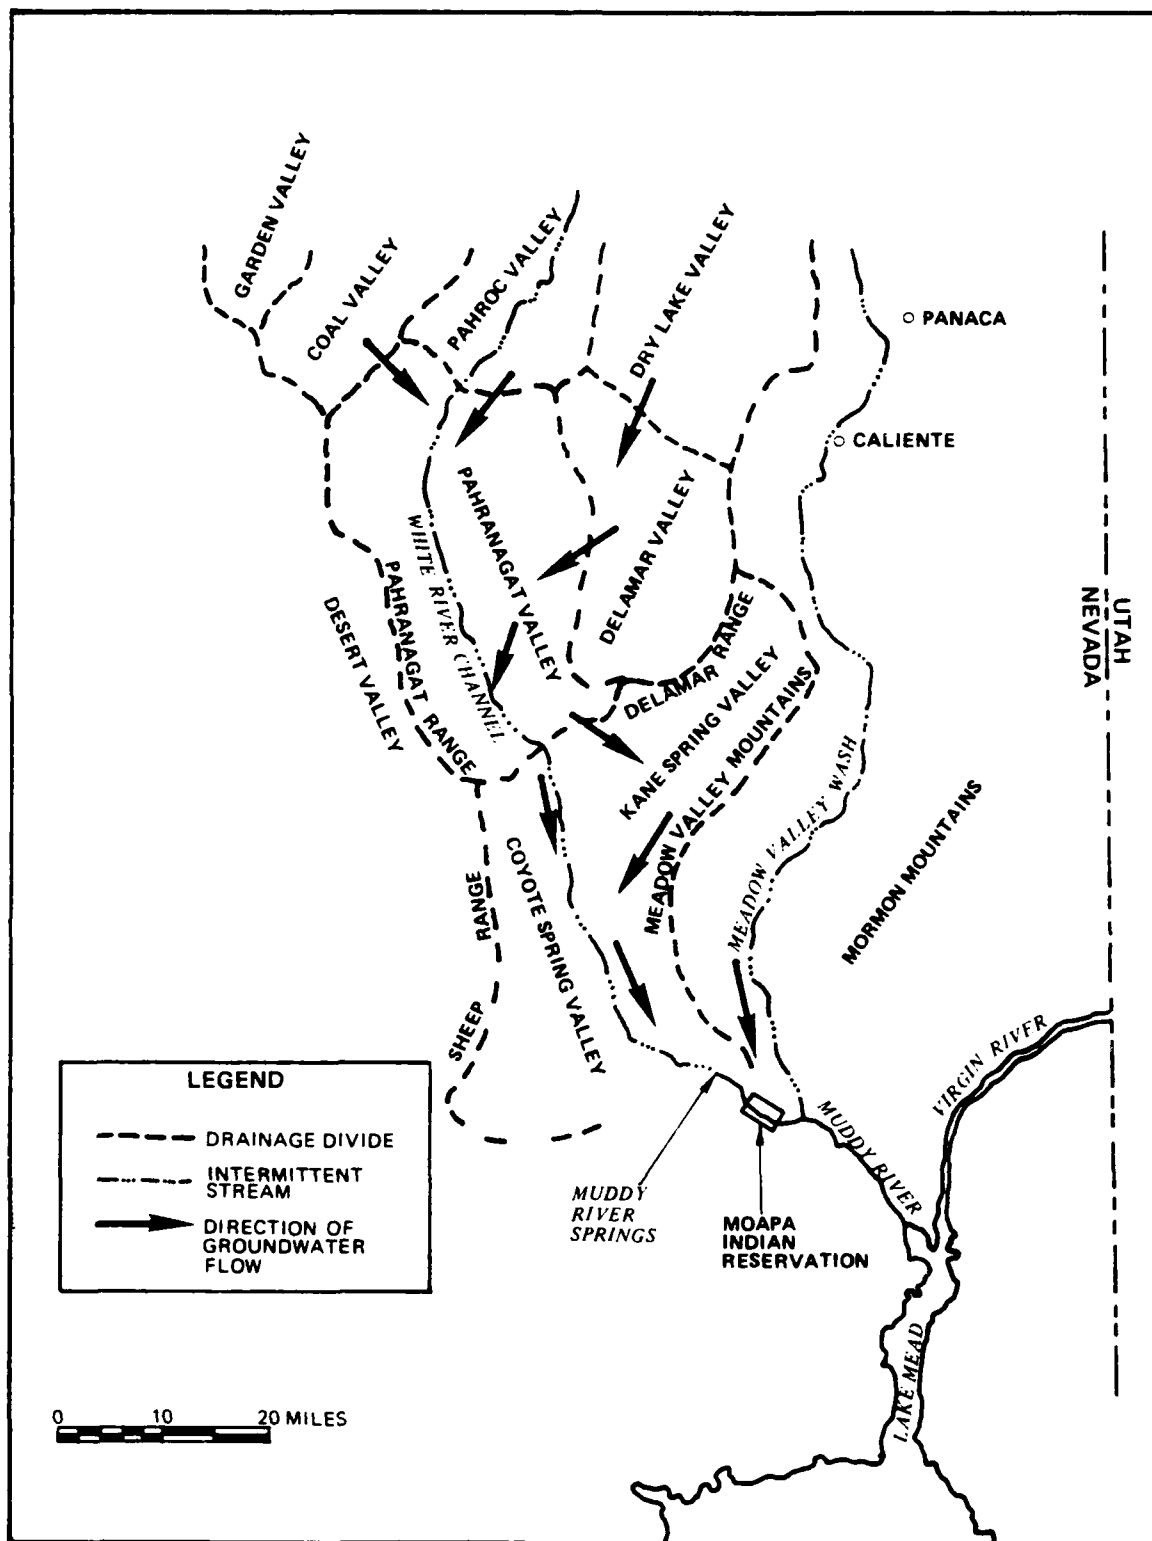 GARDEN VALLEY
COAL VALLEY
PAHROC VALLEY
DRY LAKE VALLEY
PANACA
CALIENTE
PAHRANAGAT VALLEY
WHITE RIVER CHANNEL
DELAMAR VALLEY
PAHRANAGAT RANGE
DESERT VALLEY
DELAMAR RANGE
KANE SPRING VALLEY
MEADOW VALLEY MOUNTAINS
MEADOW VALLEY WASH
UTAH
NEVADA
MORMON MOUNTAINS
COYOTE SPRING VALLEY
SHEEP RANGE
VIRGIN RIVER
MUDDY RIVER
MUDDY
RIVER
SPRINGS
MOAPA
INDIAN
RESERVATION
LAKE MEAD
LEGEND
DRAINAGE DIVIDE
INTERMITTENT
STREAM
DIRECTION OF
GROUNDWATER
FLOW
0 10 20 MILES